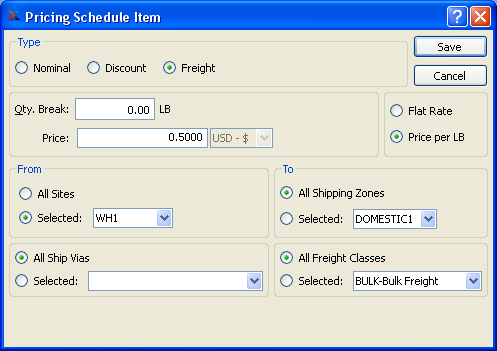 Pricing Schedule Item
Type
Nominal Discount Freight
Save
Cancel
Qty. Break: 0.00 LB
Price: 0.5000 USD - $
Flat Rate
Price per LB
From
All Sites
Selected: WH1
To
All Shipping Zones
Selected: DOMESTIC1
All Ship Vias
Selected:
All Freight Classes
Selected: BULK-Bulk Freight